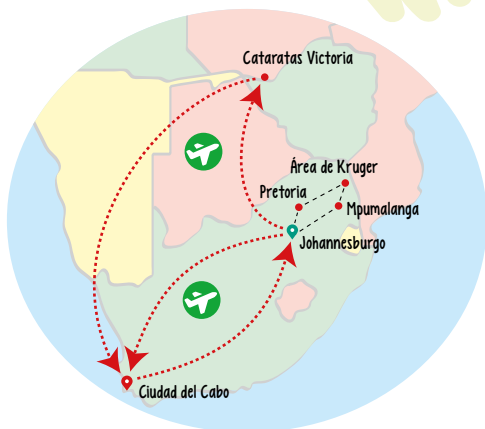 Cataratas Victoria
Área de Kruger
Pretoria
Mpumalanga
Johannesburgo
Ciudad del Cabo